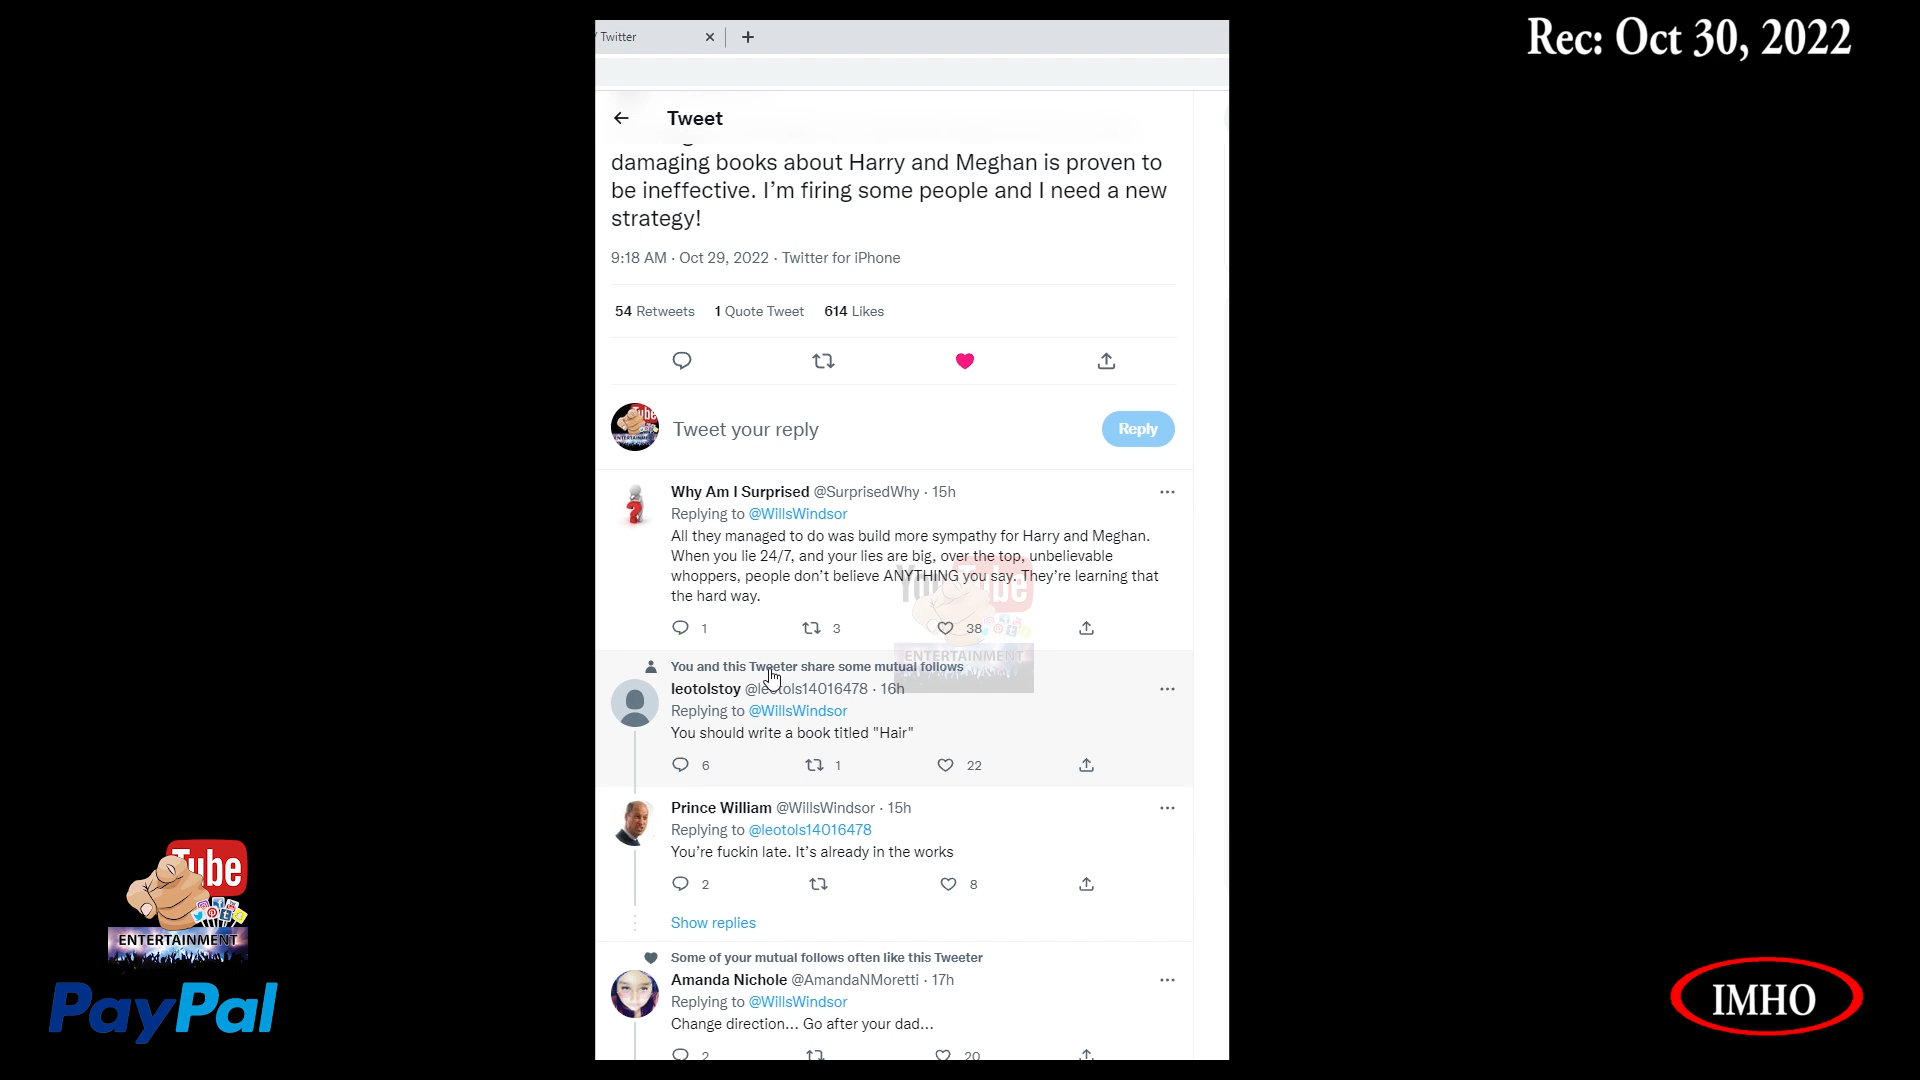 / Twitter
Rec: Oct 30, 2022
Tweet
damaging books about Harry and Meghan is proven to
be ineffective. I’m firing some people and I need a new
strategy!
9:18 AM · Oct 29, 2022 · Twitter for iPhone
54 Retweets 1 Quote Tweet 614 Likes
Tweet your reply
Reply
Why Am I Surprised @SurprisedWhy · 15h
Replying to @WillsWindsor
All they managed to do was build more sympathy for Harry and Meghan.
When you lie 24/7, and your lies are big, over the top, unbelievable
whoppers, people don’t believe ANYTHING you say. They’re learning that
the hard way.
1 3 38
YouTube
ENTERTAINMENT
You and this Tweeter share some mutual follows
leotolstoy @leotols14016478 · 16h
Replying to @WillsWindsor
You should write a book titled "Hair"
6 1 22
Prince William @WillsWindsor · 15h
Replying to @leotols14016478
You’re fuckin late. It’s already in the works
2 8
Show replies
Some of your mutual follows often like this Tweeter
Amanda Nichole @AmandaNMoretti · 17h
Replying to @WillsWindsor
Change direction... Go after your dad...
2 20
Tube
ENTERTAINMENT
PayPal
IMHO